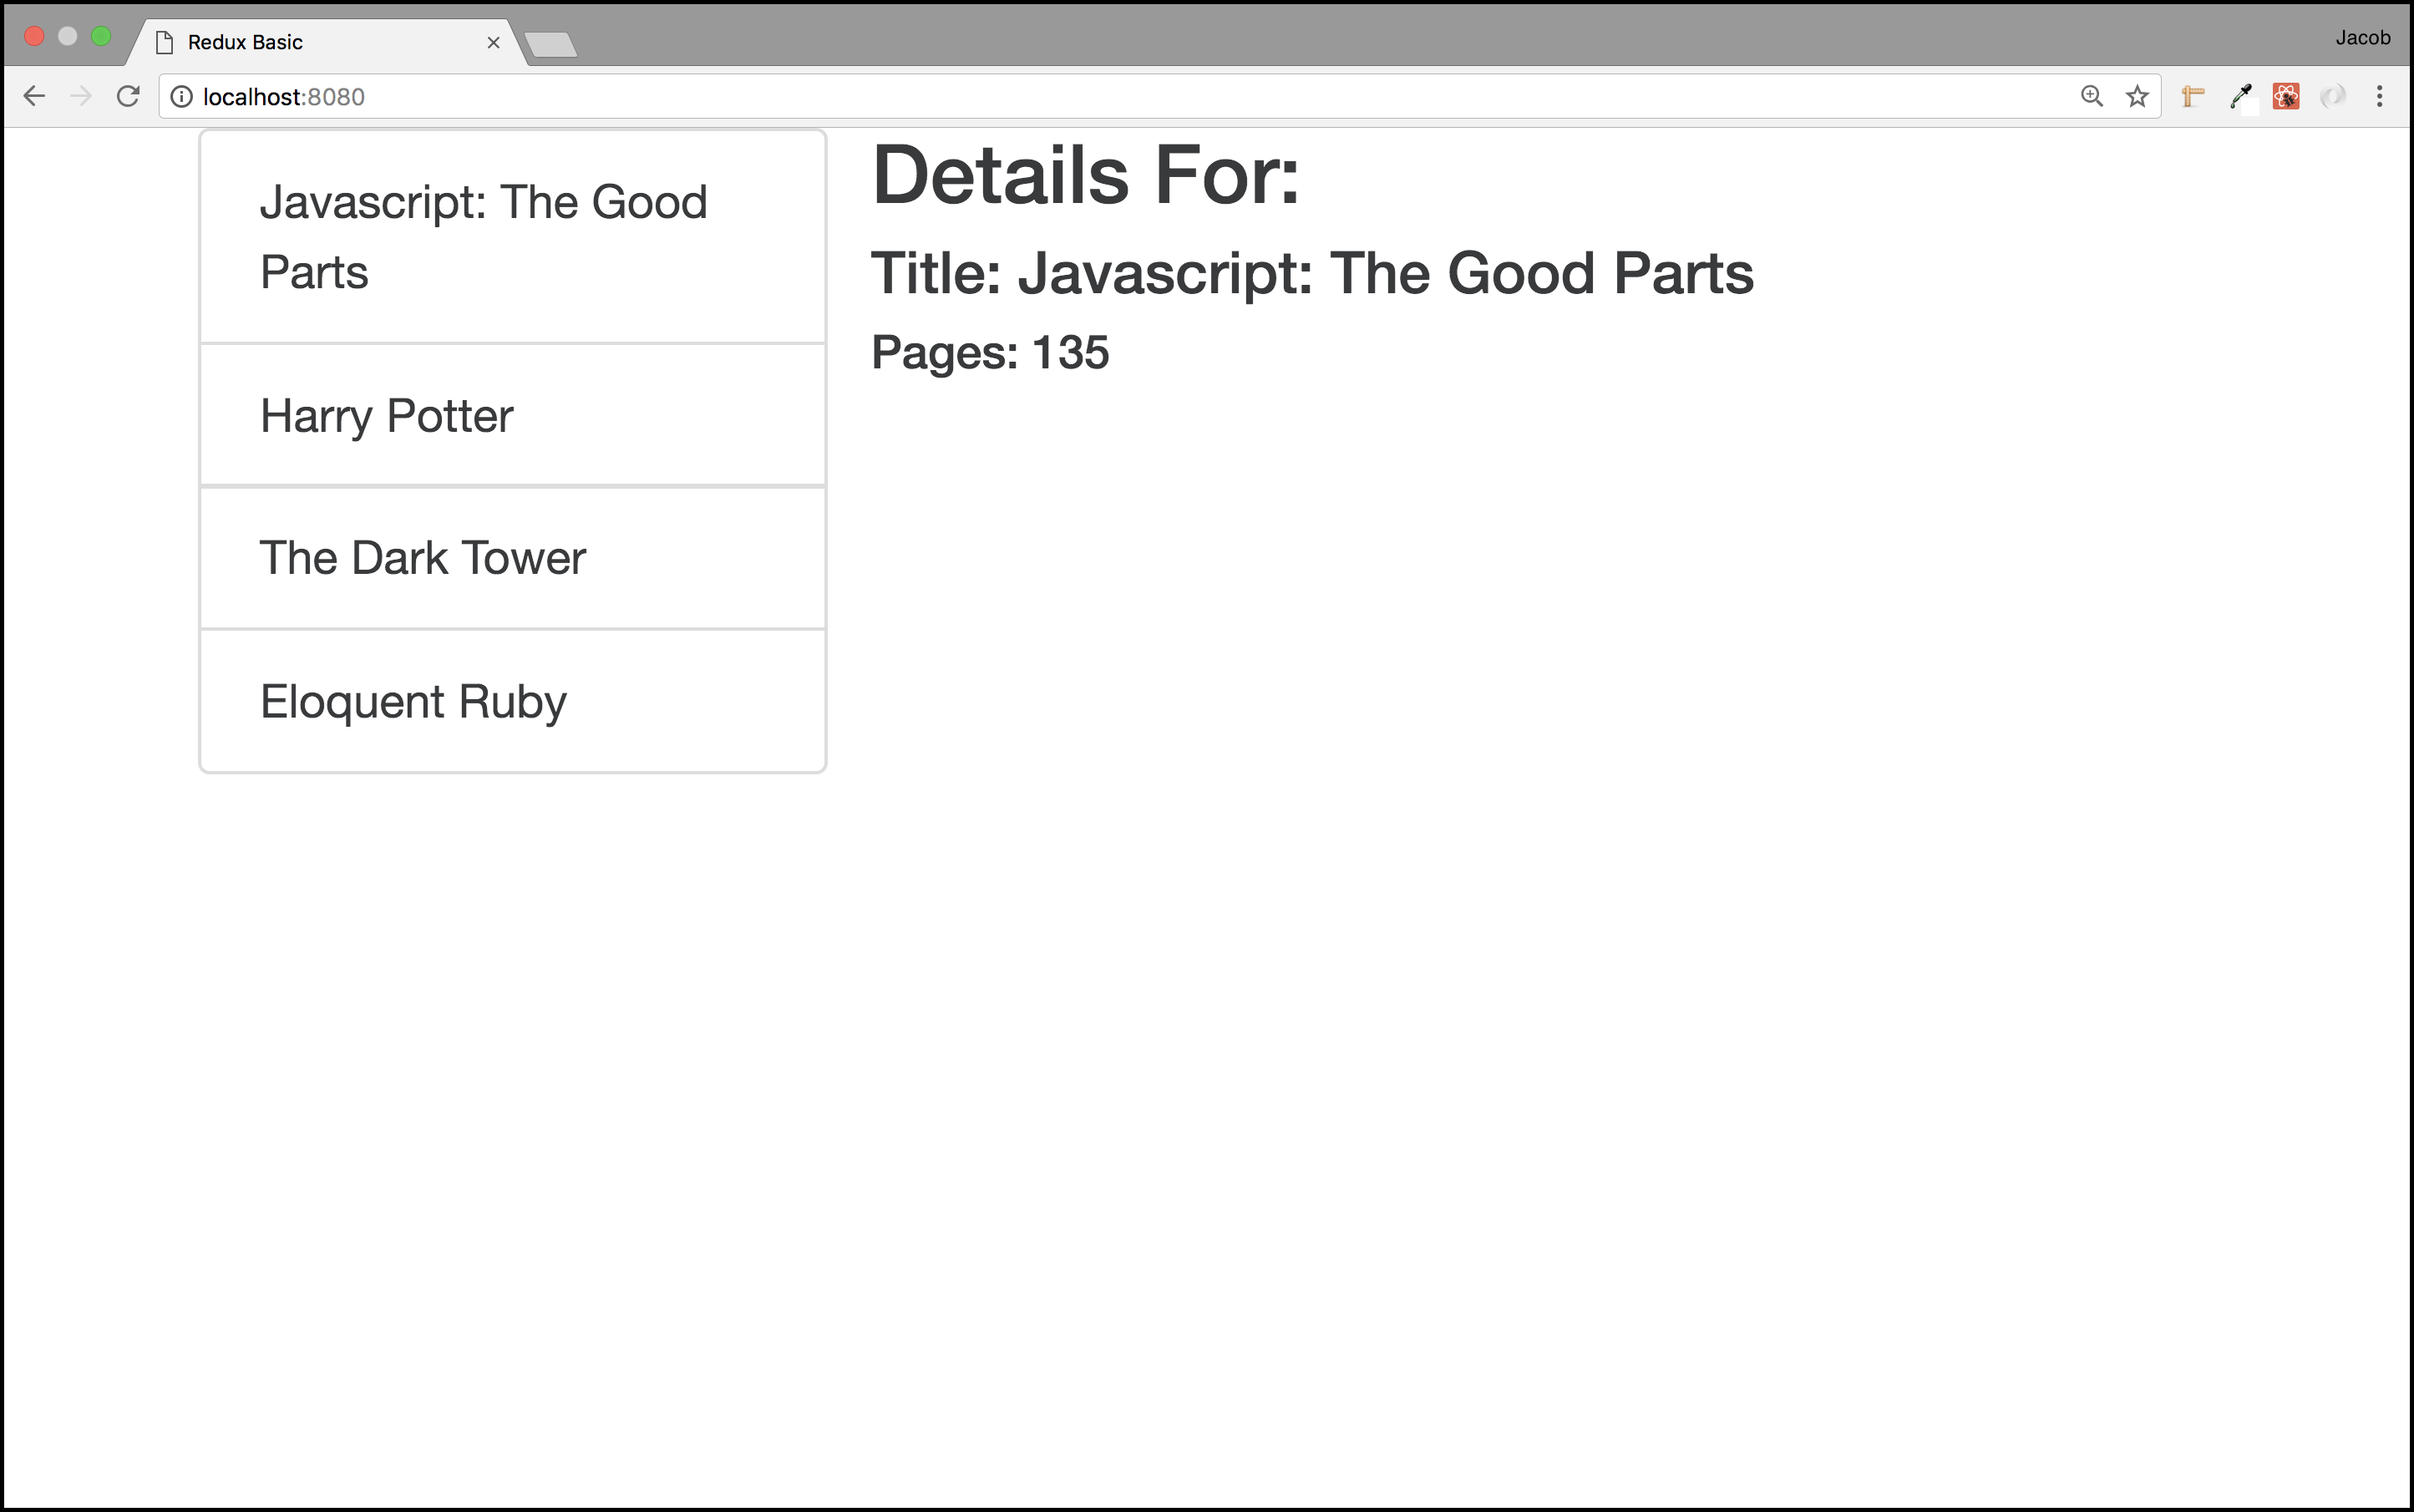 Redux Basic
Jacob
localhost:8080
Javascript: The Good
Parts
Harry Potter
The Dark Tower
Eloquent Ruby
Details For:
Title: Javascript: The Good Parts
Pages: 135